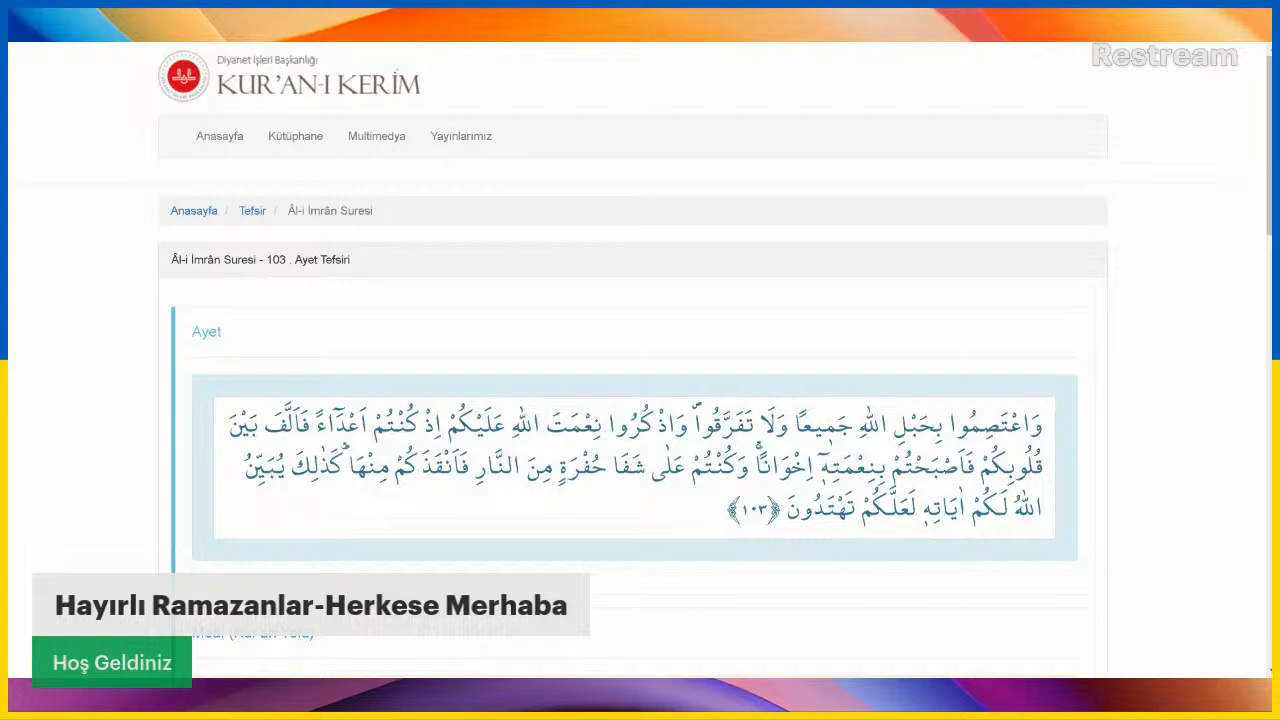 Restream
Diyanet İşleri Başkanlığı
KUR'AN-I KERİM
Anasayfa Kütüphane Multimedya Yayınlarımız
Anasayfa / Tefsir / Âl-i İmrân Suresi
Âl-i İmrân Suresi - 103 . Ayet Tefsiri
Ayet
وَاعْتَصِمُوا بِحَبْلِ اللّٰهِ جَم۪يعًا وَلَا تَفَرَّقُواۖ وَاذْكُرُوا نِعْمَتَ اللّٰهِ عَلَيْكُمْ اِذْ كُنْتُمْ اَعْدَٓاءً فَاَلَّفَ بَيْنَ
قُلُوبِكُمْ فَاَصْبَحْتُمْ بِنِعْمَتِه۪ٓ اِخْوَانًاۚ وَكُنْتُمْ عَلٰى شَفَا حُفْرَةٍ مِنَ النَّارِ فَاَنْقَذَكُمْ مِنْهَاۜ كَذٰلِكَ يُبَيِّنُ
اللّٰهُ لَكُمْ اٰيَاتِه۪ لَعَلَّكُمْ تَهْتَدُونَ ﴿١٠٣﴾
Hayırlı Ramazanlar-Herkese Merhaba
Hoş Geldiniz